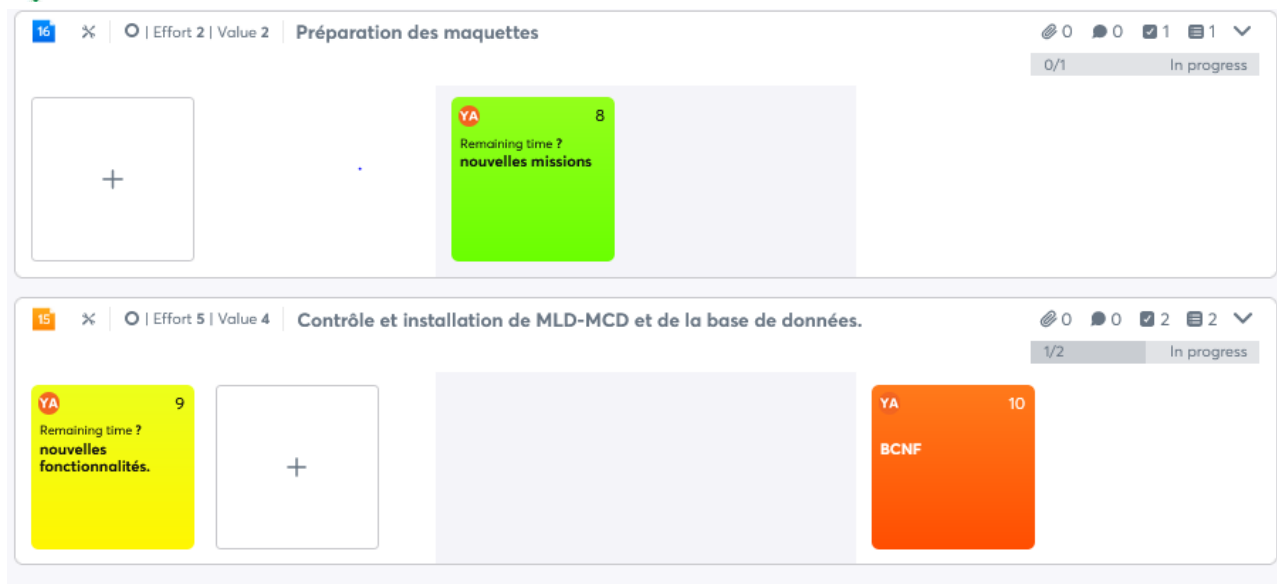 16 | Effort 2 | Value 2 Préparation des maquettes 0 0 1 1
0/1 In progress
YA 8
Remaining time ?
nouvelles missions
+
15 | Effort 5 | Value 4 Contrôle et installation de MLD-MCD et de la base de données. 0 0 2 2
1/2 In progress
YA 9
Remaining time ?
nouvelles
fonctionnalités.
+
YA 10
BCNF